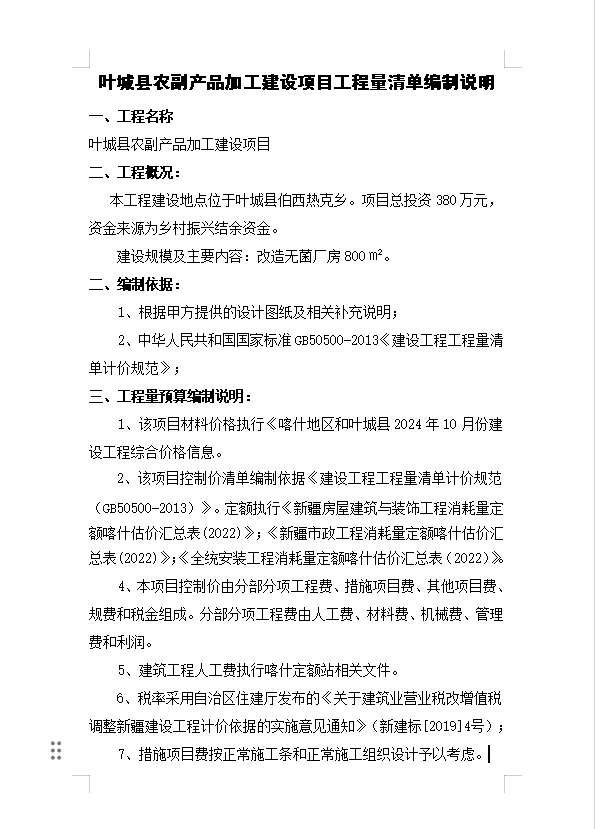 叶城县农副产品加工建设项目工程量清单编制说明
一、工程名称
叶城县农副产品加工建设项目
二、工程概况：
本工程建设地点位于叶城县伯西热克乡。项目总投资 380 万元，
资金来源为乡村振兴结余资金。
建设规模及主要内容：改造无菌厂房 800 ㎡。
二、编制依据：
1、根据甲方提供的设计图纸及相关补充说明；
2、中华人民共和国国家标准 GB50500-2013《建设工程工程量清
单计价规范》；
三、工程量预算编制说明：
1、该项目材料价格执行《喀什地区和叶城县 2024 年 10 月份建
设工程综合价格信息。
2、该项目控制价清单编制依据《建设工程工程量清单计价规范
（GB50500-2013）》。定额执行《新疆房屋建筑与装饰工程消耗量定
额喀什估价汇总表(2022)》；《新疆市政工程消耗量定额喀什估价汇
总表(2022)》；《全统安装工程消耗量定额喀什估价汇总表（2022）》。
4、本项目控制价由分部分项工程费、措施项目费、其他项目费、
规费和税金组成。分部分项工程费由人工费、材料费、机械费、管理
费和利润。
5、建筑工程人工费执行喀什定额站相关文件。
6、税率采用自治区住建厅发布的《关于建筑业营业税改增值税
调整新疆建设工程计价依据的实施意见通知》（新建标[2019]4号）；
7、措施项目费按正常施工条和正常施工组织设计予以考虑。